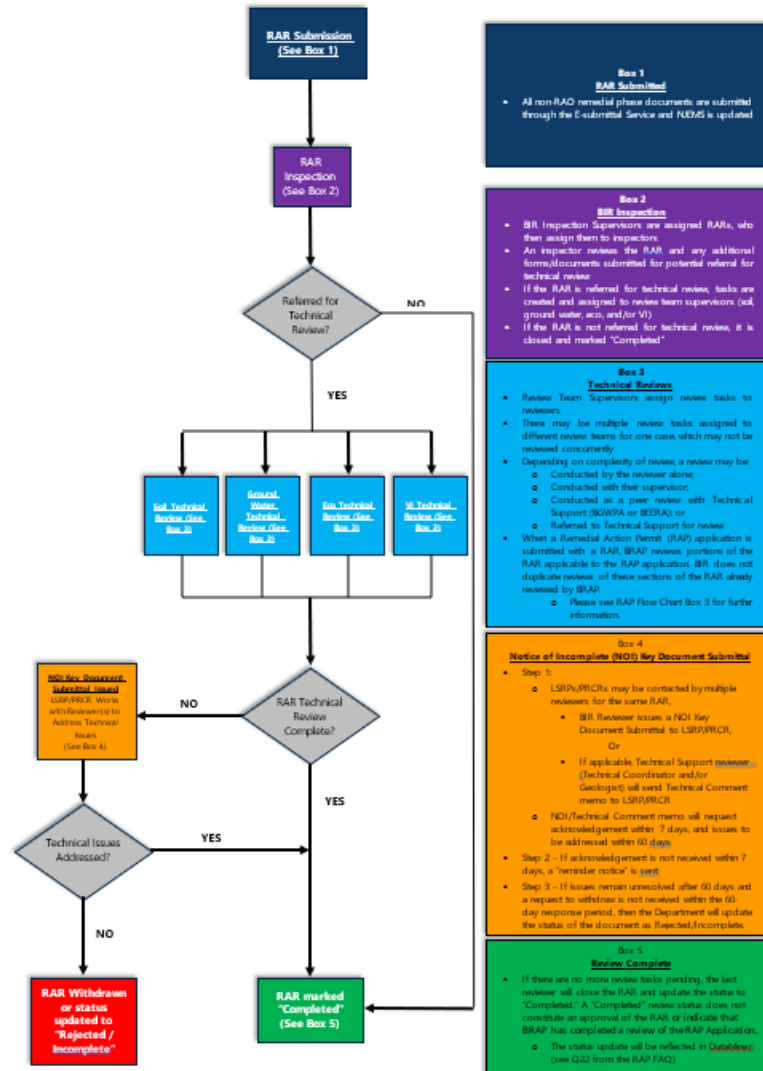 RAR Submission
(See Box 1)
RAR
Inspection
(See Box 2)
Referred for
Technical
Review?
NO
YES
Soil Technical
Review (See
Box 3)
Ground
Water
Technical
Review (See
Box 3)
Eco Technical
Review (See
Box 3)
VI Technical
Review (See
Box 3)
RAR Technical
Review
Complete?
NO
YES
NOI Key Document
Submittal Issued
LSRP/PRCR Works
with Reviewer(s) to
Address Technical
Issues
(See Box 4)
Technical Issues
Addressed?
YES
NO
RAR Withdrawn
or status
updated to
"Rejected /
Incomplete"
RAR marked
"Completed"
(See Box 5)
Box 1
RAR Submitted
• All non-RAO remedial phase documents are submitted
through the E-submittal Service and NJEMS is updated
Box 2
BIR Inspection
• BIR Inspection Supervisors are assigned RARs, who
then assign them to inspectors
• An inspector reviews the RAR and any additional
forms/documents submitted for potential referral for
technical review
• If the RAR is referred for technical review, tasks are
created and assigned to review team supervisors (soil,
ground water, eco, and/or VI)
• If the RAR is not referred for technical review, it is
closed and marked "Completed"
Box 3
Technical Reviews
• Review Team Supervisors assign review tasks to
reviewers
• There may be multiple review tasks assigned to
different review teams for one case, which may not be
reviewed concurrently
• Depending on complexity of review, a review may be:
o Conducted by the reviewer alone;
o Conducted with their supervisor;
o Conducted as a peer review with Technical
Support (BGWPA or BEERA); or
o Referred to Technical Support for review
• When a Remedial Action Permit (RAP) application is
submitted with a RAR, BRAP reviews portions of the
RAR applicable to the RAP application. BIR does not
duplicate reviews of these sections of the RAR already
reviewed by BRAP.
o Please see RAP Flow Chart Box 3 for further
information.
Box 4
Notice of Incomplete (NOI) Key Document Submittal
• Step 1:
o LSRPs/PRCRs may be contacted by multiple
reviewers for the same RAR,
▪ BIR Reviewer issues a NOI Key
Document Submittal to LSRP/PRCR,
Or
▪ If applicable, Technical Support reviewer
(Technical Coordinator and/or
Geologist) will send Technical Comment
memo to LSRP/PRCR
o NOI/Technical Comment memo will request
acknowledgement within 7 days, and issues to
be addressed within 60 days
• Step 2 – If acknowledgement is not received within 7
days, a "reminder notice" is sent
• Step 3 – If issues remain unresolved after 60 days and
a request to withdraw is not received within the 60-
day response period, then the Department will update
the status of the document as Rejected/Incomplete.
Box 5
Review Complete
• If there are no more review tasks pending, the last
reviewer will close the RAR and update the status to
"Completed." A "Completed" review status does not
constitute an approval of the RAR or indicate that
BRAP has completed a review of the RAP Application.
o The status update will be reflected in DataMiner.
(see Q22 from the RAP FAQ)